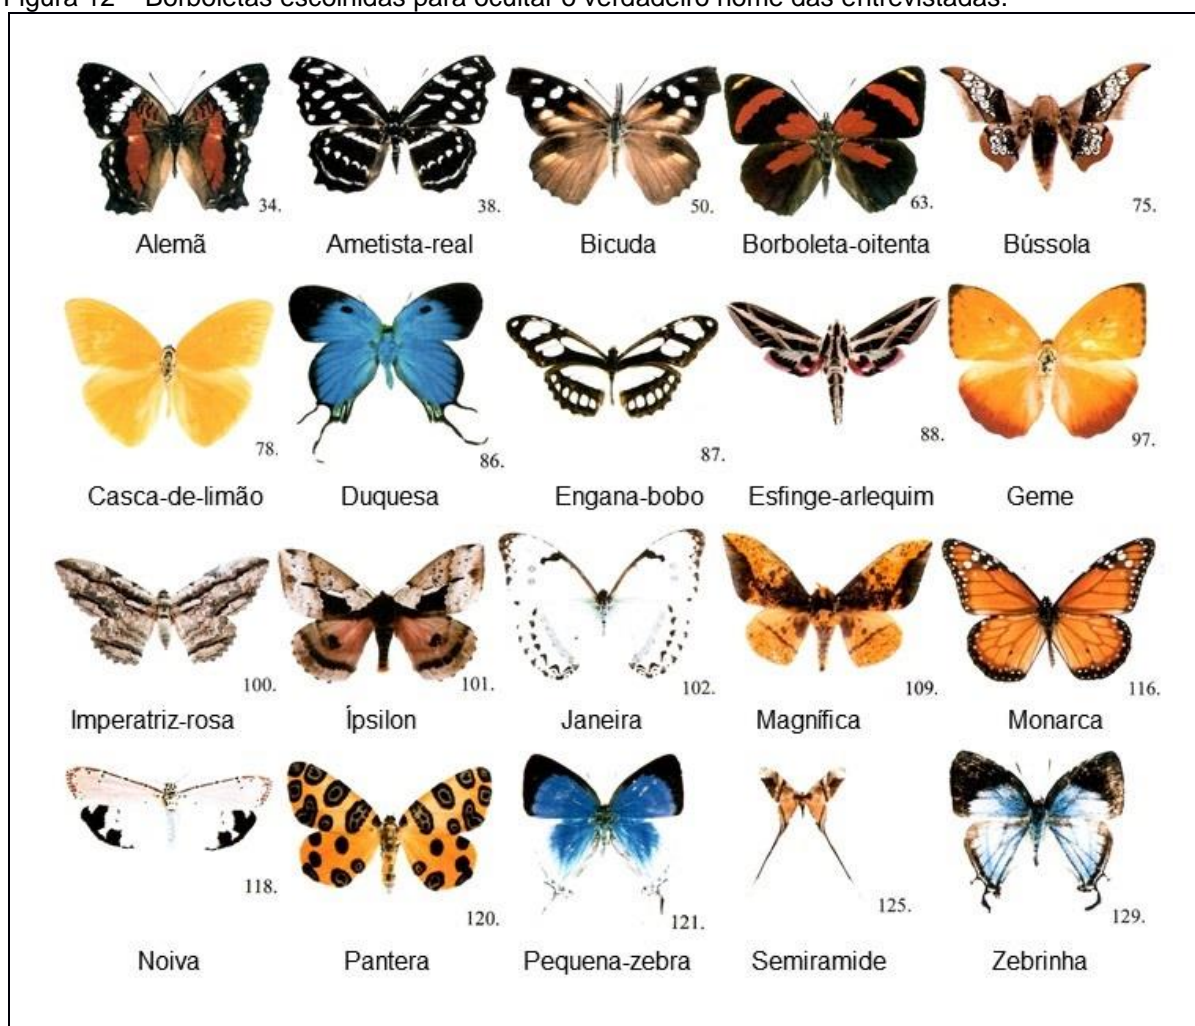 Figura 12 – Borboletas escolhidas para ocultar o verdadeiro nome das entrevistadas.
34. 38. 50. 63. 75.
Alemã Ametista-real Bicuda Borboleta-oitenta Bússola
78. 86. 87. 88. 97.
Casca-de-limão Duquesa Engana-bobo Esfinge-arlequim Geme
100. 101. 102. 109. 116.
Imperatriz-rosa Ípsilon Janeira Magnífica Monarca
118. 120. 121. 125. 129.
Noiva Pantera Pequena-zebra Semiramide Zebrinha